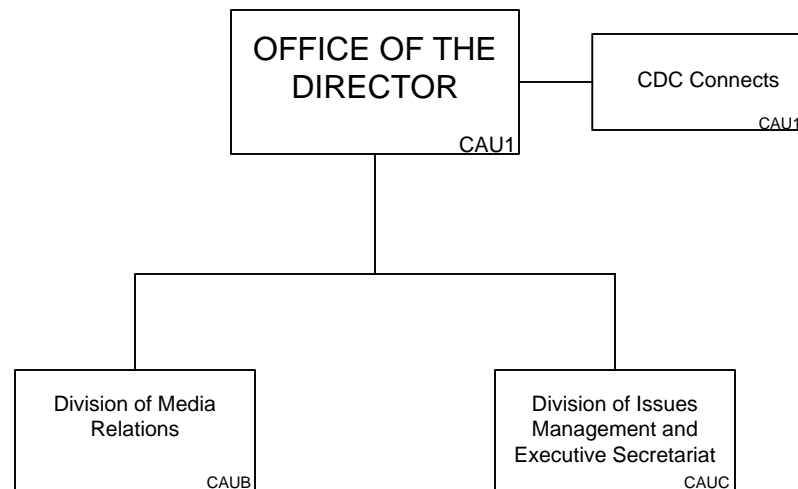 OFFICE OF THE
DIRECTOR
CAU1
CDC Connects
CAU1
Division of Media
Relations
CAUB
Division of Issues
Management and
Executive Secretariat
CAUC